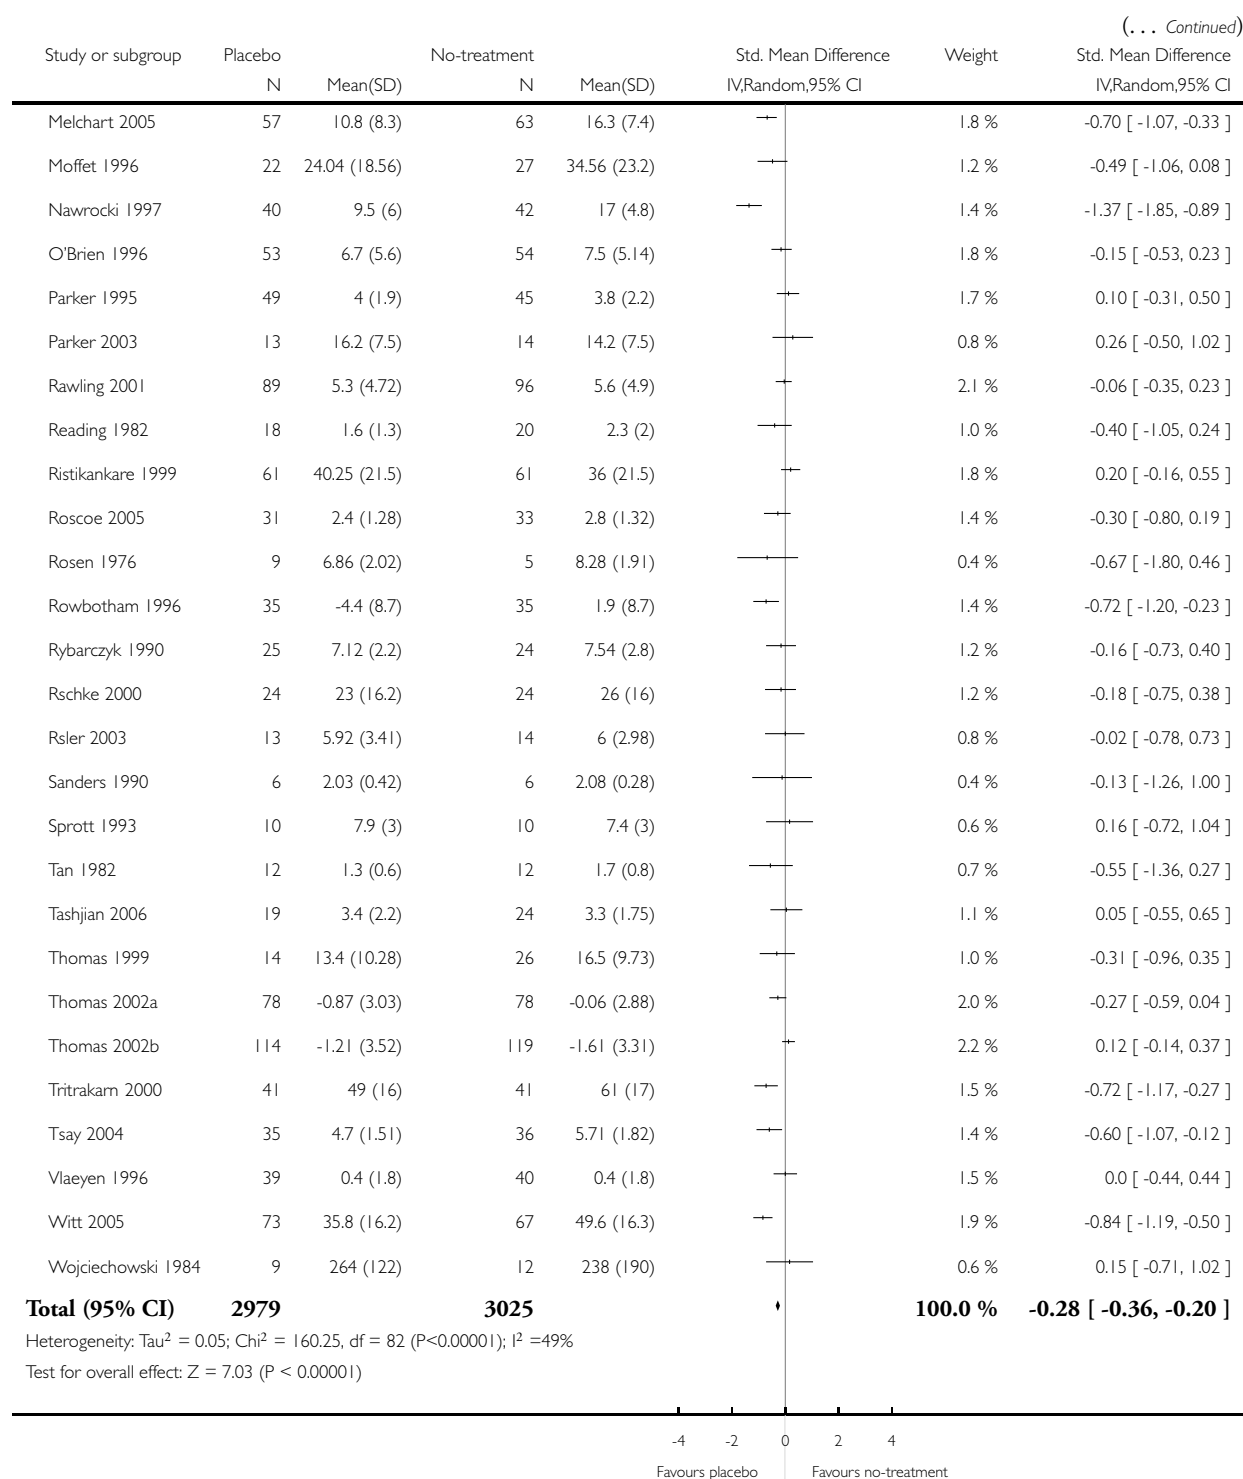 (. . . Continued)
Study or subgroup Placebo No-treatment Std. Mean Difference Weight Std. Mean Difference
N Mean(SD) N Mean(SD) IV,Random,95% CI IV,Random,95% CI
Melchart 2005 57 10.8 (8.3) 63 16.3 (7.4) 1.8 % -0.70 [ -1.07, -0.33 ]
Moffet 1996 22 24.04 (18.56) 27 34.56 (23.2) 1.2 % -0.49 [ -1.06, 0.08 ]
Nawrocki 1997 40 9.5 (6) 42 17 (4.8) 1.4 % -1.37 [ -1.85, -0.89 ]
O'Brien 1996 53 6.7 (5.6) 54 7.5 (5.14) 1.8 % -0.15 [ -0.53, 0.23 ]
Parker 1995 49 4 (1.9) 45 3.8 (2.2) 1.7 % 0.10 [ -0.31, 0.50 ]
Parker 2003 13 16.2 (7.5) 14 14.2 (7.5) 0.8 % 0.26 [ -0.50, 1.02 ]
Rawling 2001 89 5.3 (4.72) 96 5.6 (4.9) 2.1 % -0.06 [ -0.35, 0.23 ]
Reading 1982 18 1.6 (1.3) 20 2.3 (2) 1.0 % -0.40 [ -1.05, 0.24 ]
Ristikankare 1999 61 40.25 (21.5) 61 36 (21.5) 1.8 % 0.20 [ -0.16, 0.55 ]
Roscoe 2005 31 2.4 (1.28) 33 2.8 (1.32) 1.4 % -0.30 [ -0.80, 0.19 ]
Rosen 1976 9 6.86 (2.02) 5 8.28 (1.91) 0.4 % -0.67 [ -1.80, 0.46 ]
Rowbotham 1996 35 -4.4 (8.7) 35 1.9 (8.7) 1.4 % -0.72 [ -1.20, -0.23 ]
Rybarczyk 1990 25 7.12 (2.2) 24 7.54 (2.8) 1.2 % -0.16 [ -0.73, 0.40 ]
Rschke 2000 24 23 (16.2) 24 26 (16) 1.2 % -0.18 [ -0.75, 0.38 ]
Rsler 2003 13 5.92 (3.41) 14 6 (2.98) 0.8 % -0.02 [ -0.78, 0.73 ]
Sanders 1990 6 2.03 (0.42) 6 2.08 (0.28) 0.4 % -0.13 [ -1.26, 1.00 ]
Sprott 1993 10 7.9 (3) 10 7.4 (3) 0.6 % 0.16 [ -0.72, 1.04 ]
Tan 1982 12 1.3 (0.6) 12 1.7 (0.8) 0.7 % -0.55 [ -1.36, 0.27 ]
Tashjian 2006 19 3.4 (2.2) 24 3.3 (1.75) 1.1 % 0.05 [ -0.55, 0.65 ]
Thomas 1999 14 13.4 (10.28) 26 16.5 (9.73) 1.0 % -0.31 [ -0.96, 0.35 ]
Thomas 2002a 78 -0.87 (3.03) 78 -0.06 (2.88) 2.0 % -0.27 [ -0.59, 0.04 ]
Thomas 2002b 114 -1.21 (3.52) 119 -1.61 (3.31) 2.2 % 0.12 [ -0.14, 0.37 ]
Tritrakarn 2000 41 49 (16) 41 61 (17) 1.5 % -0.72 [ -1.17, -0.27 ]
Tsay 2004 35 4.7 (1.51) 36 5.71 (1.82) 1.4 % -0.60 [ -1.07, -0.12 ]
Vlaeyen 1996 39 0.4 (1.8) 40 0.4 (1.8) 1.5 % 0.0 [ -0.44, 0.44 ]
Witt 2005 73 35.8 (16.2) 67 49.6 (16.3) 1.9 % -0.84 [ -1.19, -0.50 ]
Wojciechowski 1984 9 264 (122) 12 238 (190) 0.6 % 0.15 [ -0.71, 1.02 ]
Total (95% CI) 2979 3025 100.0 % -0.28 [ -0.36, -0.20 ]
Heterogeneity: Tau² = 0.05; Chi² = 160.25, df = 82 (P<0.00001); I² =49%
Test for overall effect: Z = 7.03 (P < 0.00001)
-4 -2 0 2 4
Favours placebo Favours no-treatment